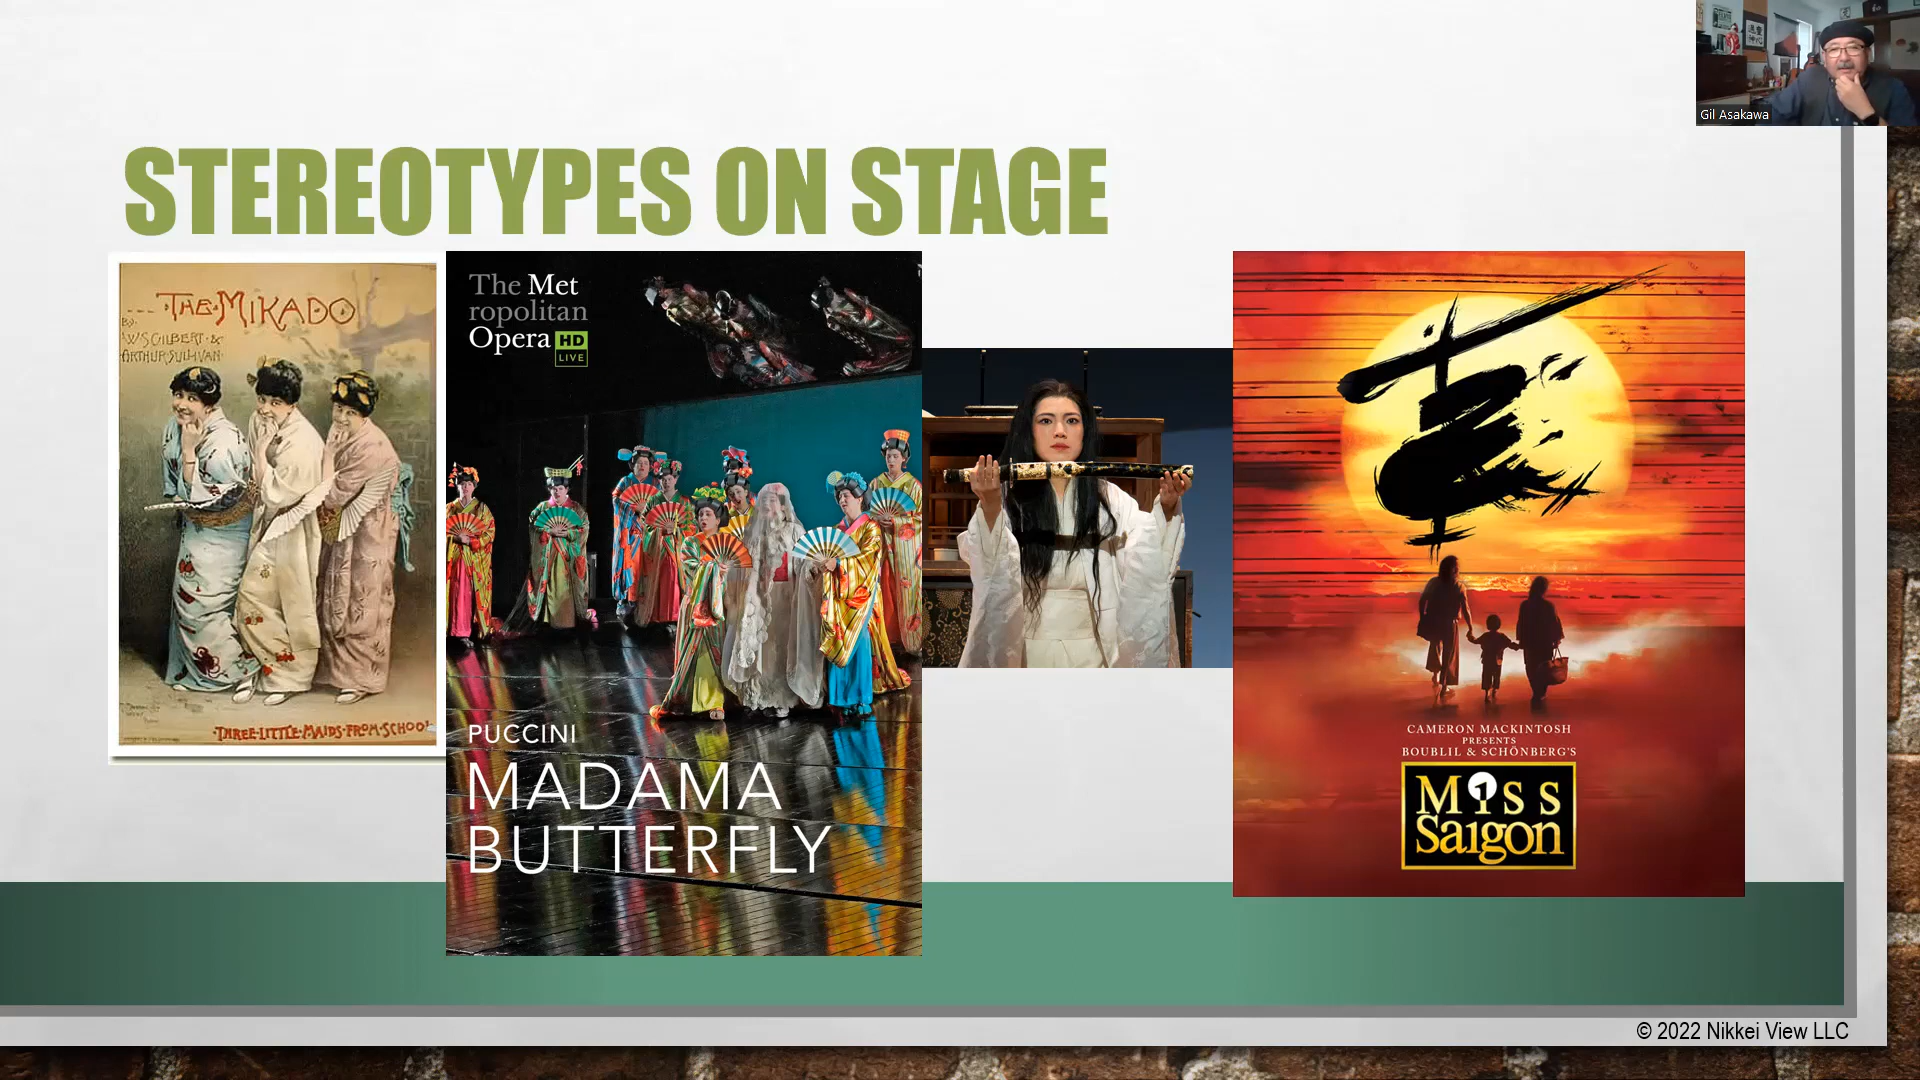 Gil Asakawa
STEREOTYPES ON STAGE
THE MIKADO
BY
W.S. GILBERT &
ARTHUR SULLIVAN
THREE LITTLE MAIDS FROM SCHOOL
The Met
ropolitan
Opera HD
LIVE
PUCCINI
MADAMA
BUTTERFLY
CAMERON MACKINTOSH
PRESENTS
BOUBLIL & SCHÖNBERG'S
MISS
Saigon
© 2022 Nikkei View LLC